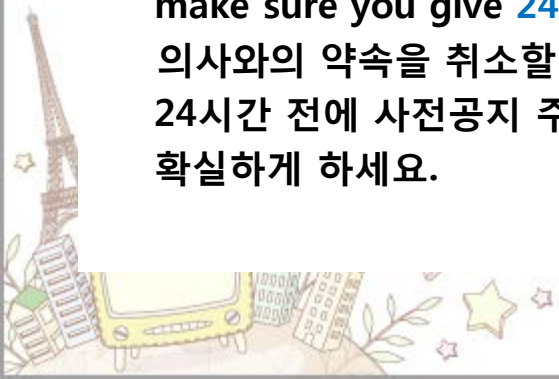 make sure you give 24
의사와의 약속을 취소할
24시간 전에 사전공지
확실하게 하세요.